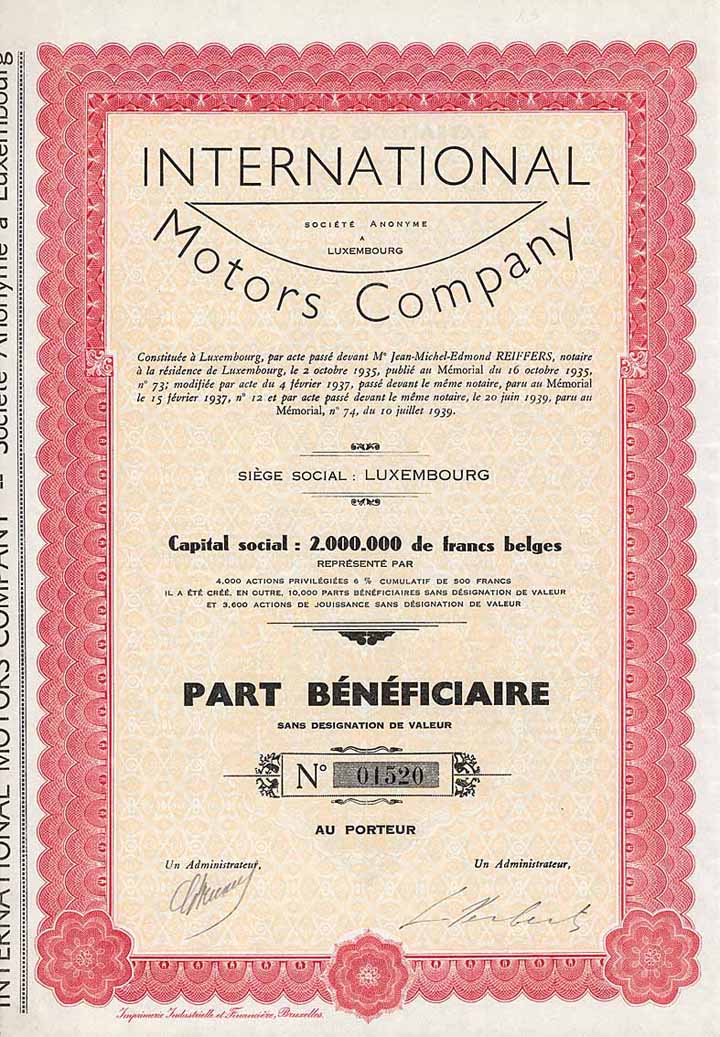 INTERNATIONAL
SOCIÉTÉ ANONYME
A
LUXEMBOURG
Motors Company
Constituée à Luxembourg, par acte passé devant Me Jean-Michel-Edmond REIFFERS, notaire
à la résidence de Luxembourg, le 2 octobre 1935, publié au Mémorial du 16 octobre 1935,
n° 73; modifiée par acte du 4 février 1937, passé devant le même notaire, paru au Mémorial
le 15 février 1937, n° 12 et par acte passé devant le même notaire, le 20 juin 1939, paru au
Mémorial, n° 74, du 10 juillet 1939.
SIÈGE SOCIAL : LUXEMBOURG
Capital social : 2.000.000 de francs belges
REPRÉSENTÉ PAR
4,000 ACTIONS PRIVILÉGIÉES 6 % CUMULATIF DE 500 FRANCS
IL A ÉTÉ CRÉÉ, EN OUTRE, 10,000 PARTS BÉNÉFICIAIRES SANS DÉSIGNATION DE VALEUR
ET 3,600 ACTIONS DE JOUISSANCE SANS DÉSIGNATION DE VALEUR
PART BÉNÉFICIAIRE
SANS DESIGNATION DE VALEUR
N° 01520
AU PORTEUR
Un Administrateur,
Un Administrateur,
Imprimerie Industrielle et Financière, Bruxelles.
INTERNATIONAL MOTORS COMPANY -- Société Anonyme à Luxembourg